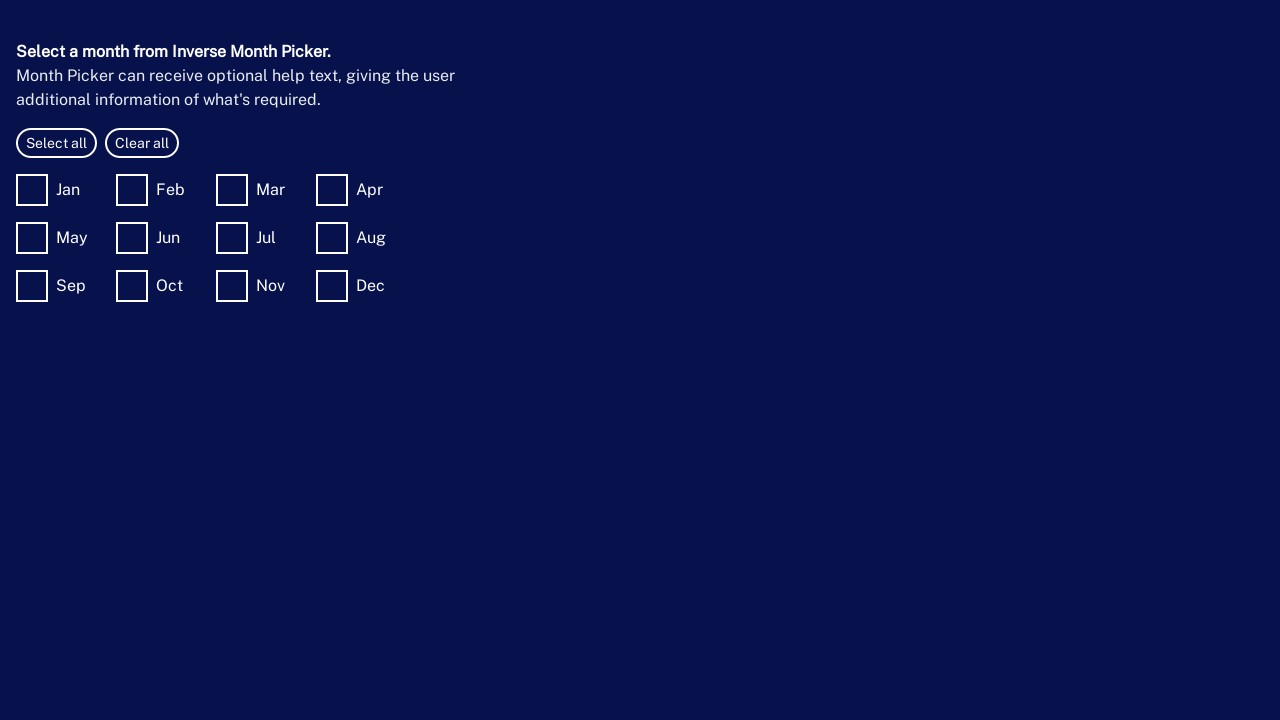 Select a month from Inverse Month Picker.
Month Picker can receive optional help text, giving the user
additional information of what's required.
Select all Clear all
Jan Feb Mar Apr
May Jun Jul Aug
Sep Oct Nov Dec